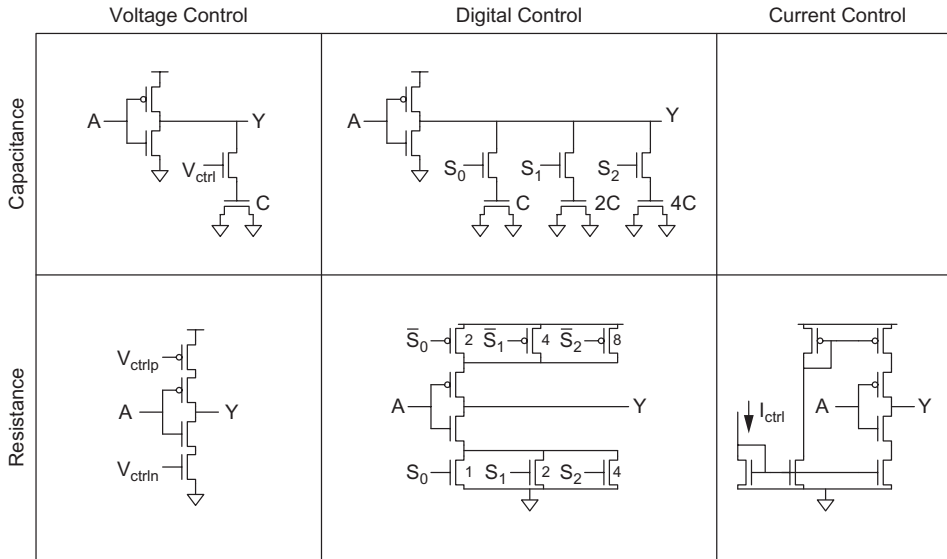 Voltage Control
Digital Control
Current Control
Capacitance
A
Y
V_ctrl
C
A
Y
S_0
S_1
S_2
C
2C
4C
Resistance
V_ctrlp
A
Y
V_ctrln
S̅_0 2 S̅_1 4 S̅_2 8
A
Y
S_0 1 S_1 2 S_2 4
I_ctrl
A
Y